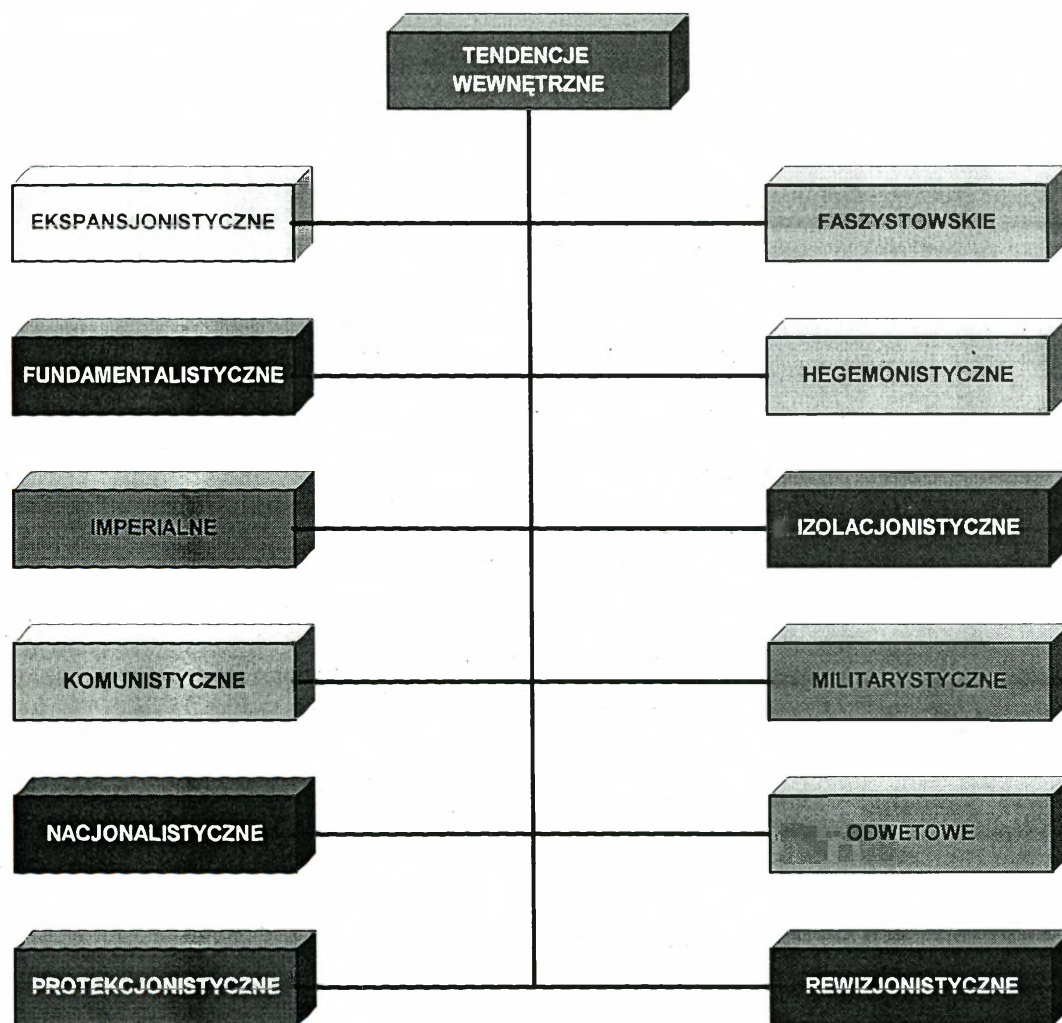 TENDENCJE
WEWNĘTRZNE
EKSPANSJONISTYCZNE
FASZYSTOWSKIE
FUNDAMENTALISTYCZNE
HEGEMONISTYCZNE
IMPERIALNE
IZOLACJONISTYCZNE
KOMUNISTYCZNE
MILITARYSTYCZNE
NACJONALISTYCZNE
ODWETOWE
PROTEKCJONISTYCZNE
REWIZJONISTYCZNE